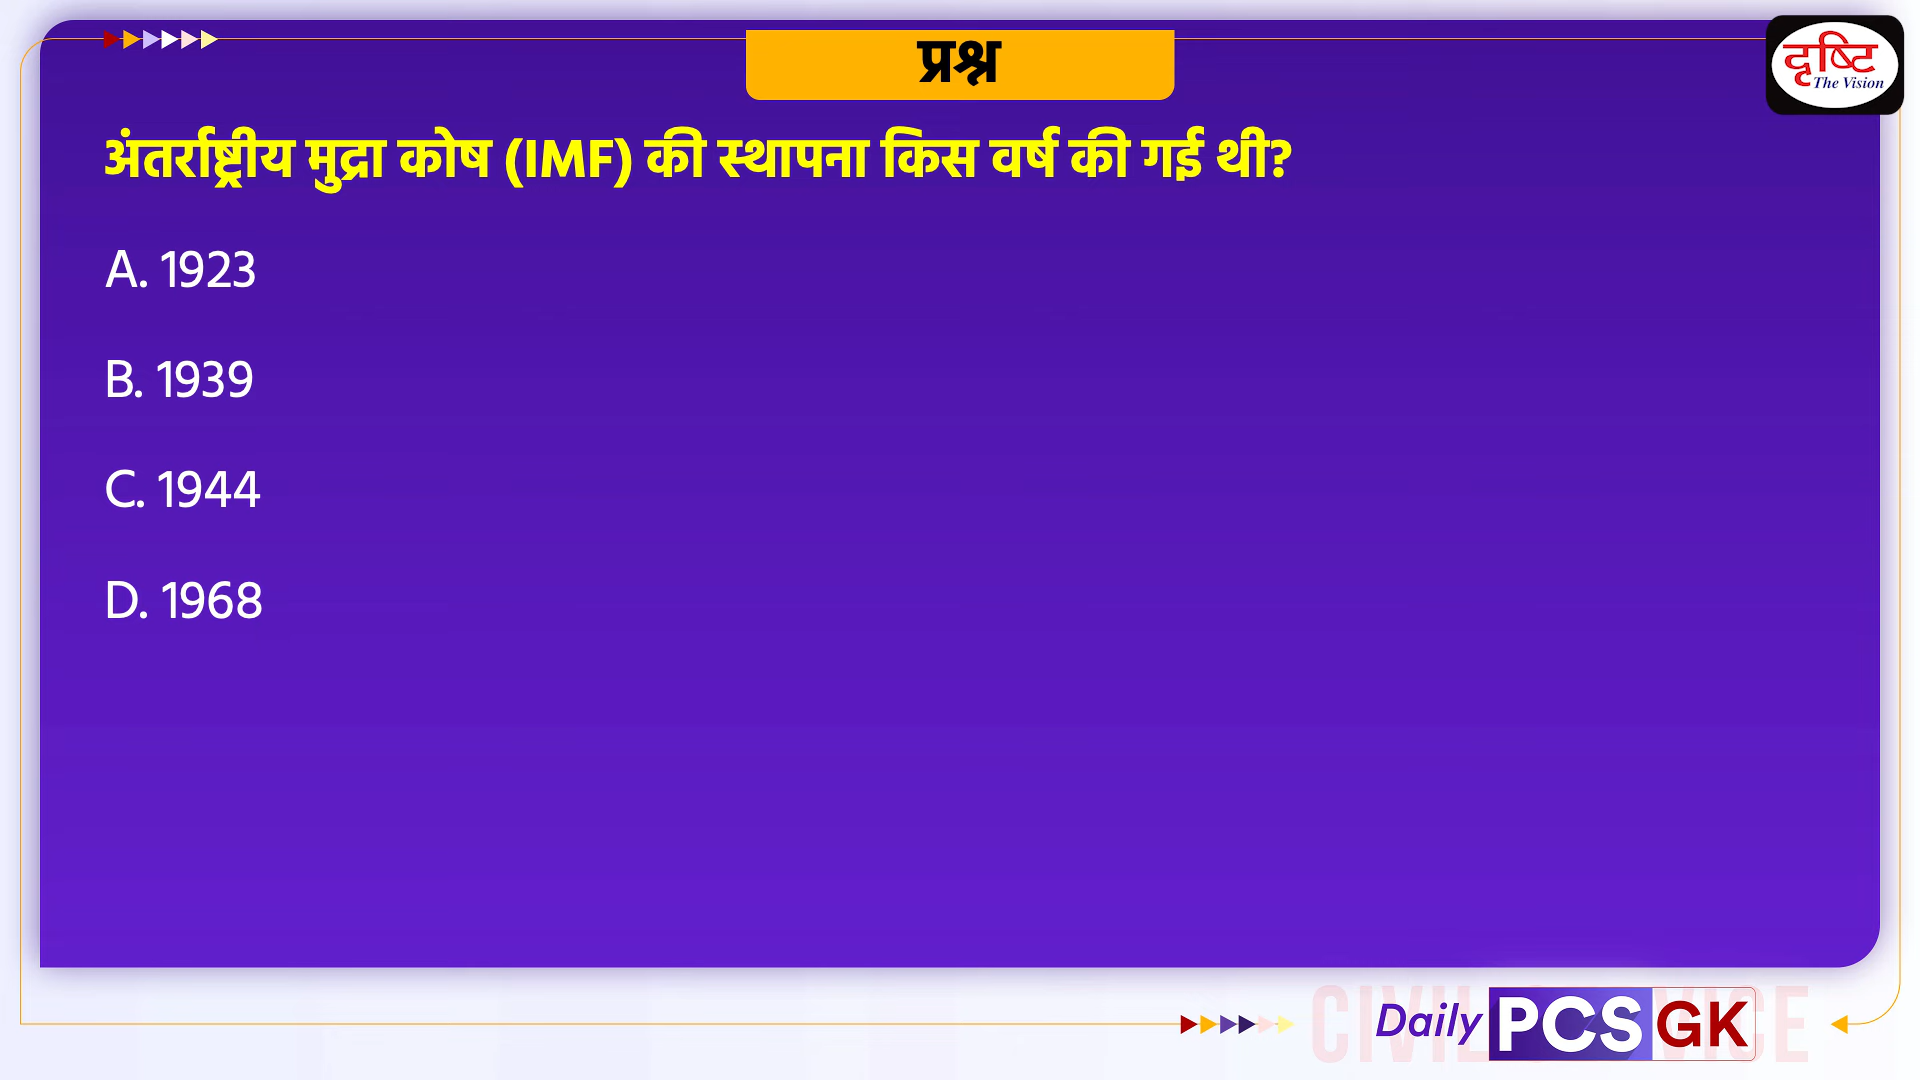 प्रश्न
दृष्टि
The Vision
अंतर्राष्ट्रीय मुद्रा कोष (IMF) की स्थापना किस वर्ष की गई थी?
A. 1923
B. 1939
C. 1944
D. 1968
Daily PCS GK